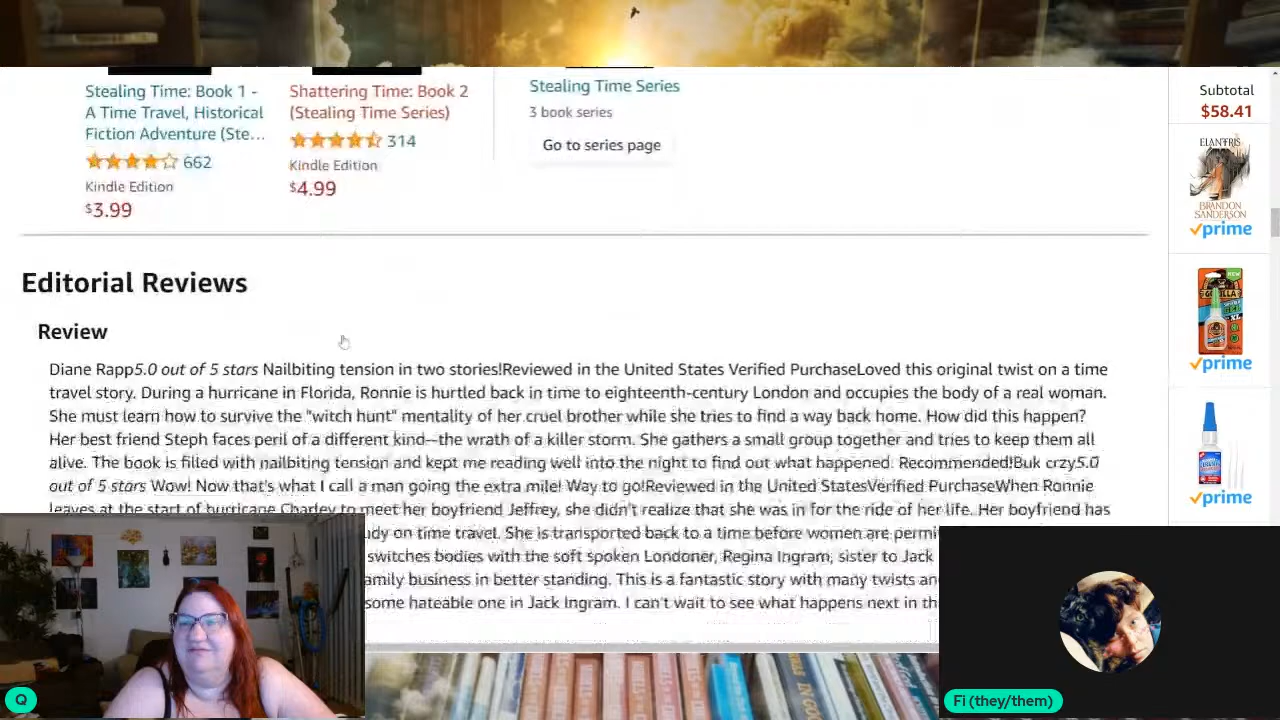 Stealing Time: Book 1 -
A Time Travel, Historical
Fiction Adventure (Ste...
662
Kindle Edition
$3.99
Shattering Time: Book 2
(Stealing Time Series)
314
Kindle Edition
$4.99
Stealing Time Series
3 book series
Go to series page
Subtotal
$58.41
ELANTRIS
BRANDON
SANDERSON
prime
NEW
GORILLA
prime
prime
Editorial Reviews
Review
Diane Rapp5.0 out of 5 stars Nailbiting tension in two stories!Reviewed in the United States Verified PurchaseLoved this original twist on a time
travel story. During a hurricane in Florida, Ronnie is hurtled back in time to eighteenth-century London and occupies the body of a real woman.
She must learn how to survive the "witch hunt" mentality of her cruel brother while she tries to find a way back home. How did this happen?
Her best friend Steph faces peril of a different kind--the wrath of a killer storm. She gathers a small group together and tries to keep them all
alive. The book is filled with nailbiting tension and kept me reading well into the night to find out what happened. Recommended!Buk crzy5.0
out of 5 stars Wow! Now that's what I call a man going the extra mile! Way to go!Reviewed in the United StatesVerified PurchaseWhen Ronnie
leaves at the start of hurricane Charley to meet her boyfriend Jeffrey, she didn't realize that she was in for the ride of her life. Her boyfriend has
on time travel. She is transported back to a time before women are
switches bodies with the soft spoken Londoner, Regina Ingram, sister to Jack
business in better standing. This is a fantastic story with many twists
some hateable one in Jack Ingram. I can't wait to see what happens next in
Q
Fi (they/them)